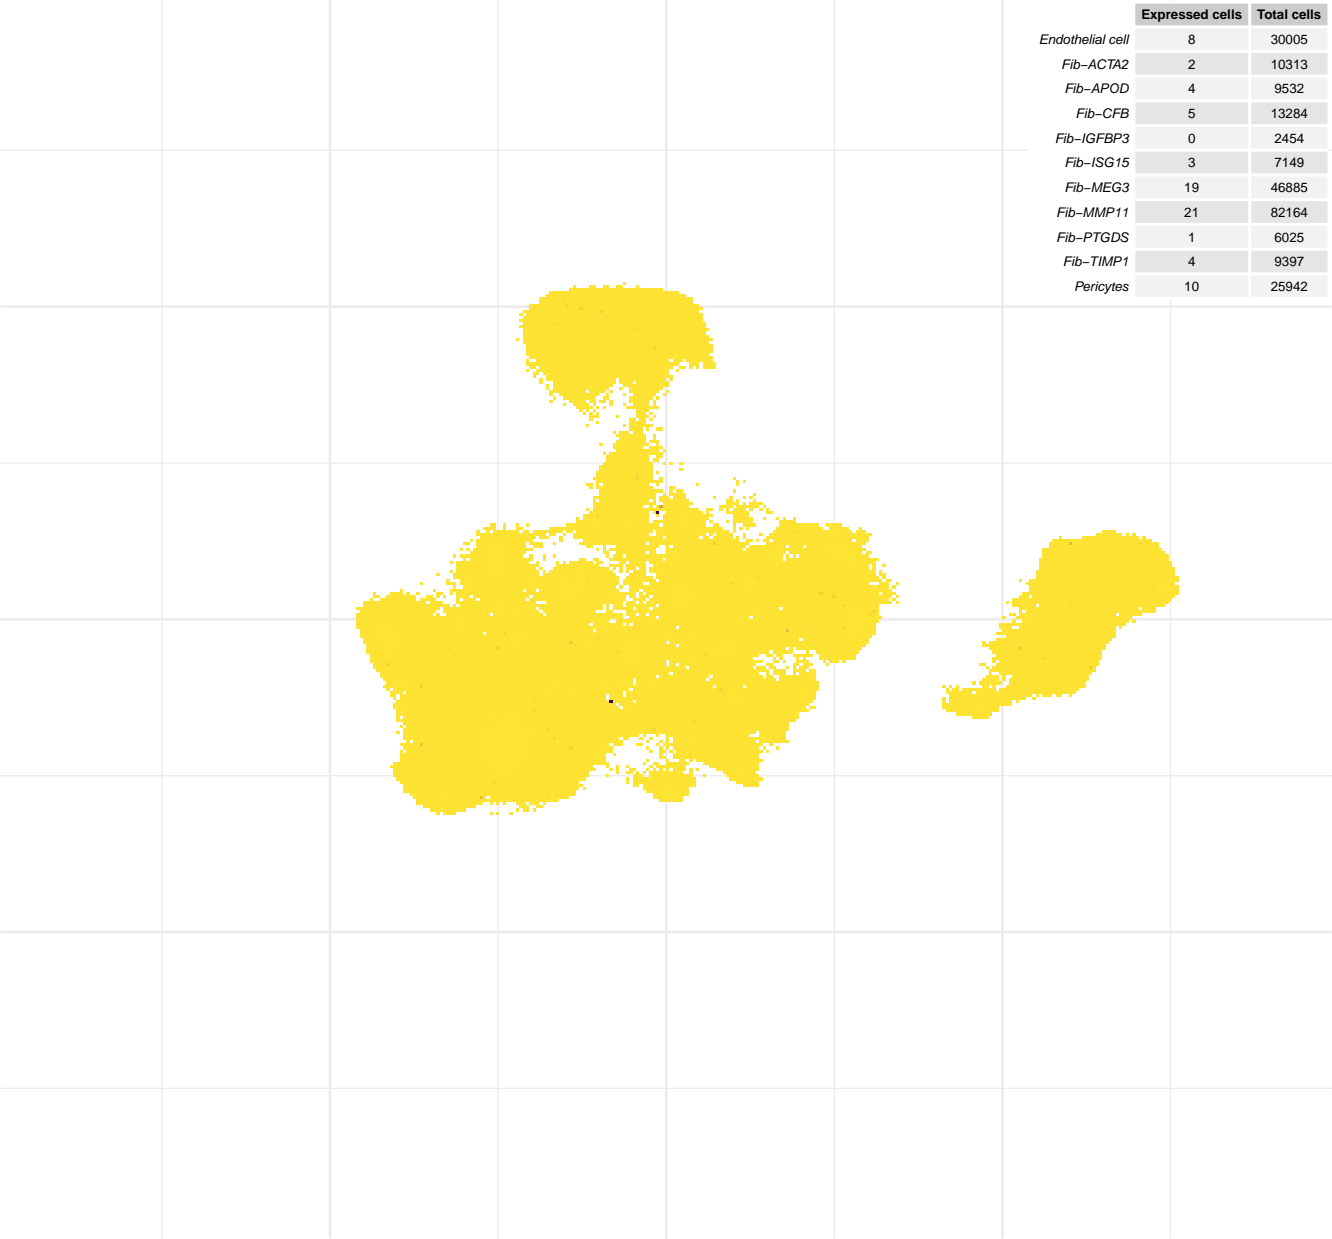 Expressed cells Total cells
Endothelial cell 8 30005
Fib−ACTA2 2 10313
Fib−APOD 4 9532
Fib−CFB 5 13284
Fib−IGFBP3 0 2454
Fib−ISG15 3 7149
Fib−MEG3 19 46885
Fib−MMP11 21 82164
Fib−PTGDS 1 6025
Fib−TIMP1 4 9397
Pericytes 10 25942